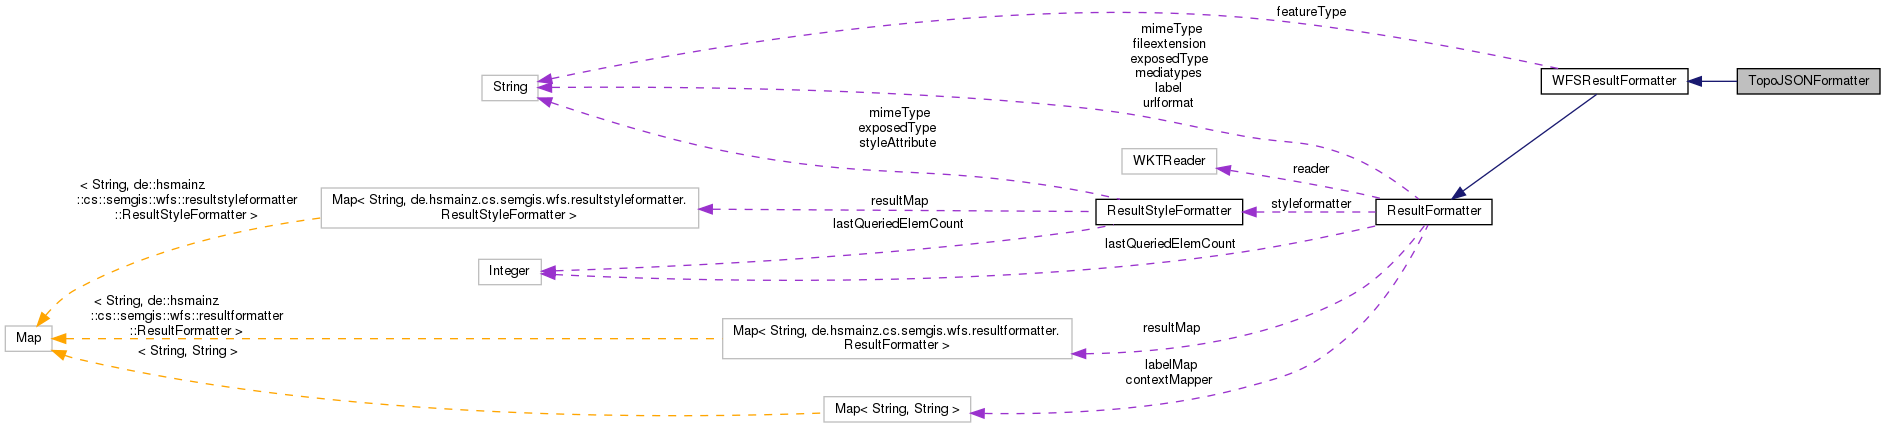 featureType
mimeType
fileextension
exposedType
mediatypes
label
urlformat
String
WFSResultFormatter
TopoJSONFormatter
mimeType
exposedType
styleAttribute
WKTReader
reader
< String, de::hsmainz
::cs::semgis::wfs::resultstyleformatter
::ResultStyleFormatter >
Map< String, de.hsmainz.cs.semgis.wfs.resultstyleformatter.
ResultStyleFormatter >
resultMap
ResultStyleFormatter
styleformatter
ResultFormatter
lastQueriedElemCount
lastQueriedElemCount
Integer
< String, de::hsmainz
::cs::semgis::wfs::resultformatter
::ResultFormatter >
Map
Map< String, de.hsmainz.cs.semgis.wfs.resultformatter.
ResultFormatter >
resultMap
< String, String >
labelMap
contextMapper
Map< String, String >